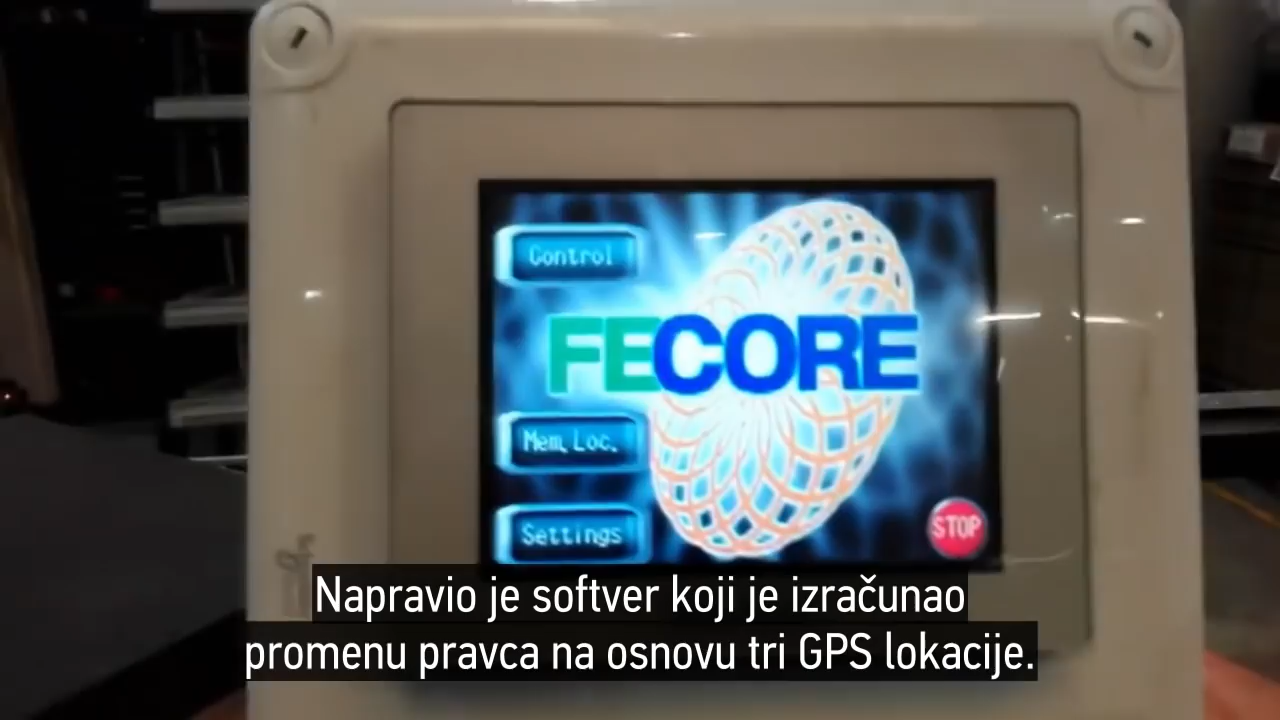 Control
FECORE
Mem. Loc.
Settings
STOP
Napravio je softver koji je izračunao
promenu pravca na osnovu tri GPS lokacije.